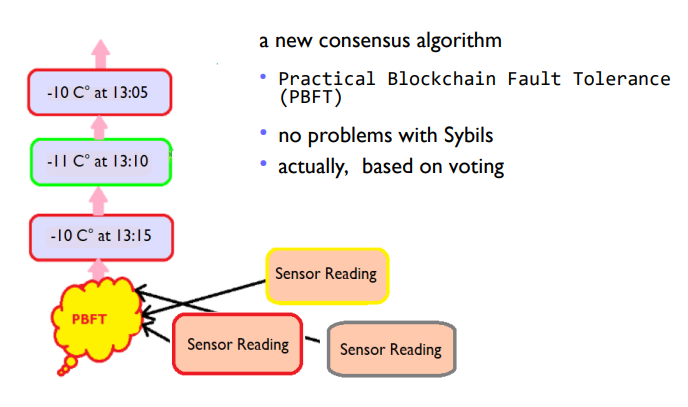 a new consensus algorithm
• Practical Blockchain Fault Tolerance
(PBFT)
• no problems with Sybils
• actually, based on voting
-10 C° at 13:05
-11 C° at 13:10
-10 C° at 13:15
PBFT
Sensor Reading
Sensor Reading
Sensor Reading